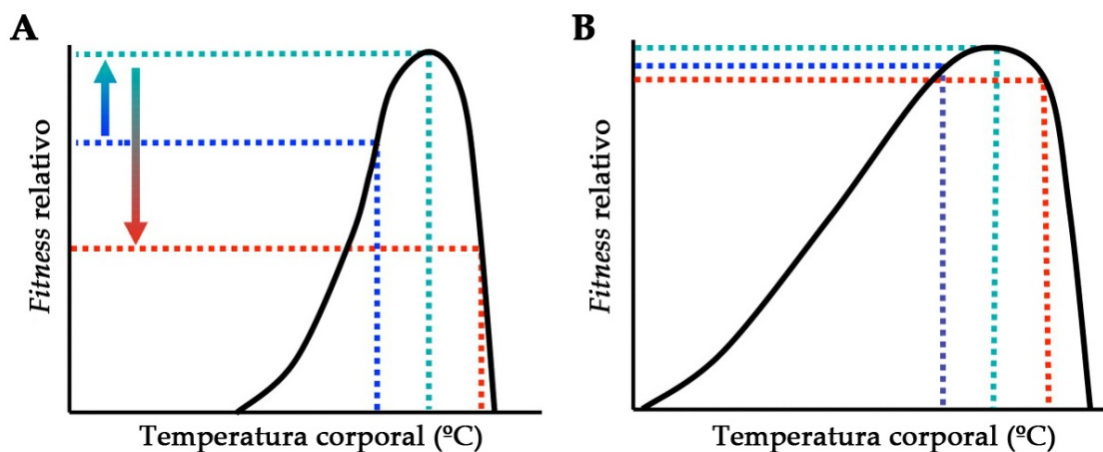 A
Fitness relativo
Temperatura corporal (ºC)
B
Fitness relativo
Temperatura corporal (ºC)